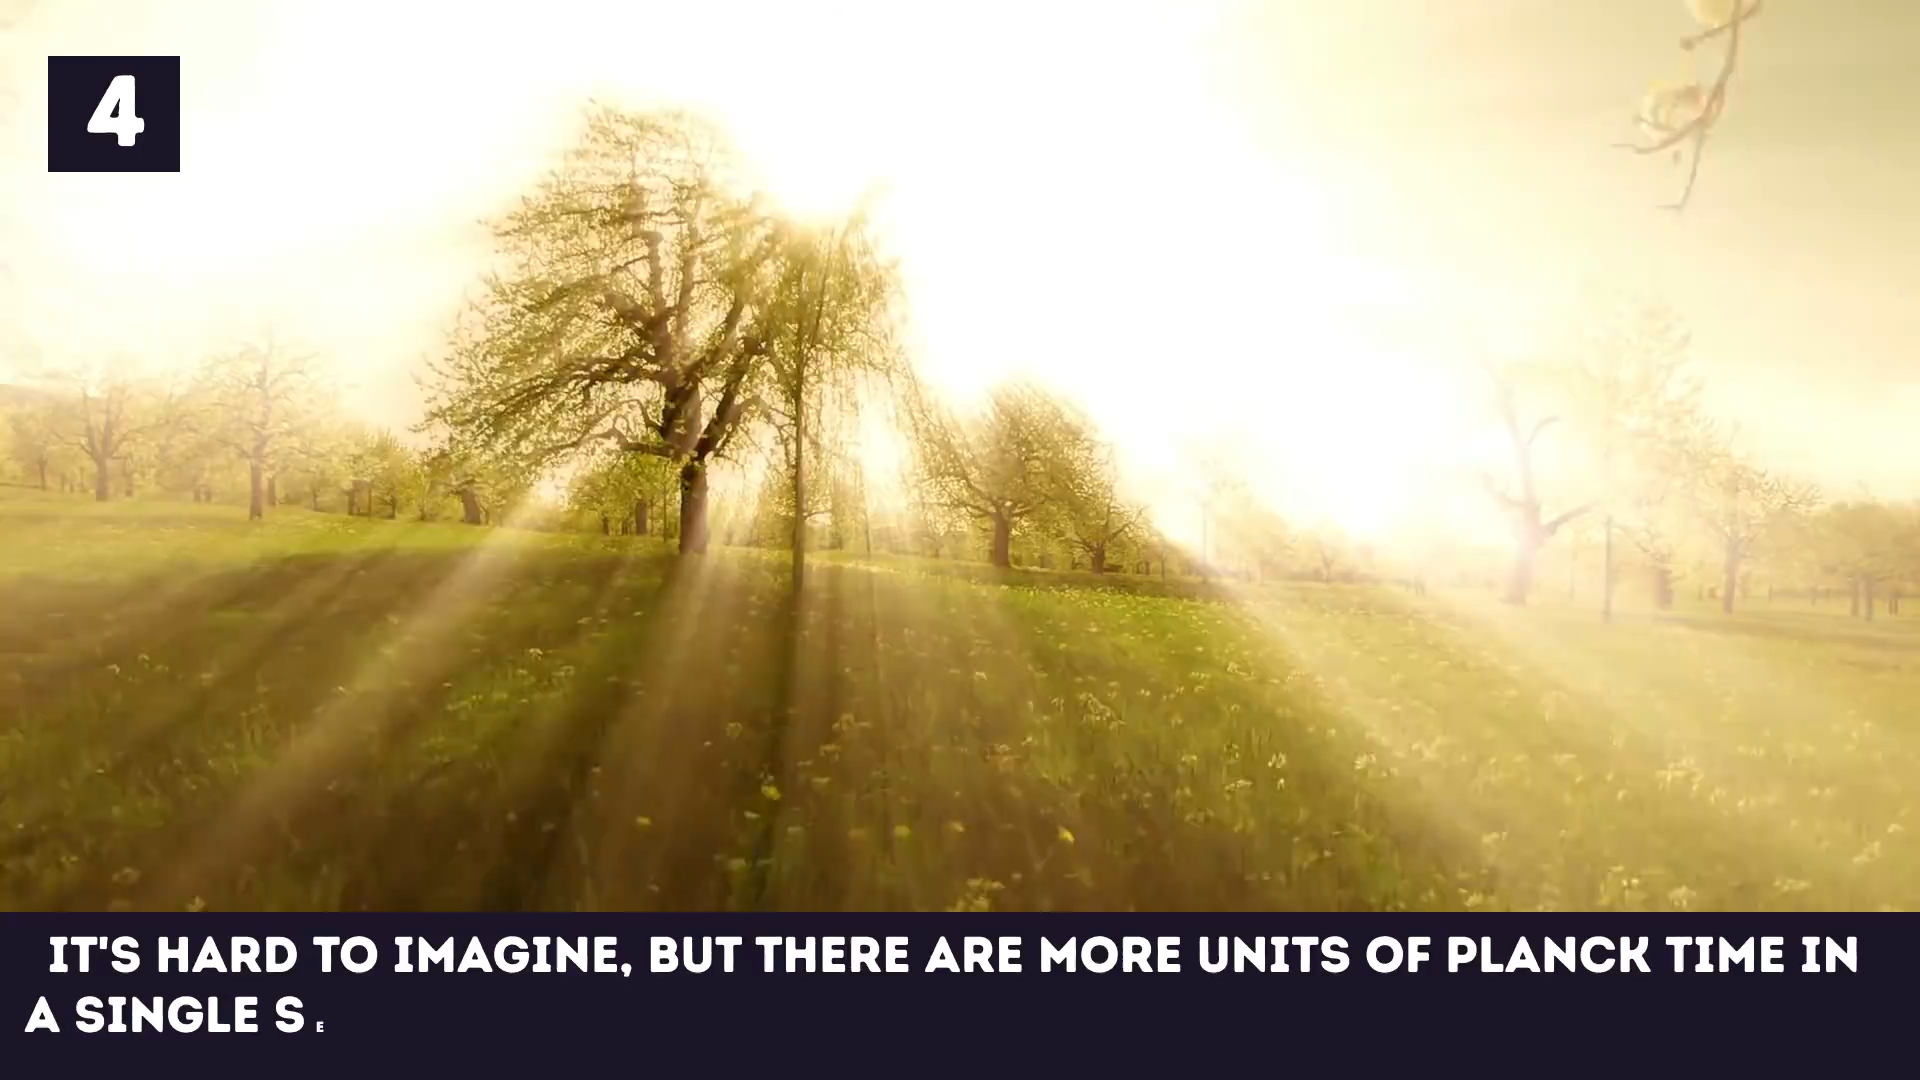 4
IT'S HARD TO IMAGINE, BUT THERE ARE MORE UNITS OF PLANCK TIME IN
A SINGLE S E